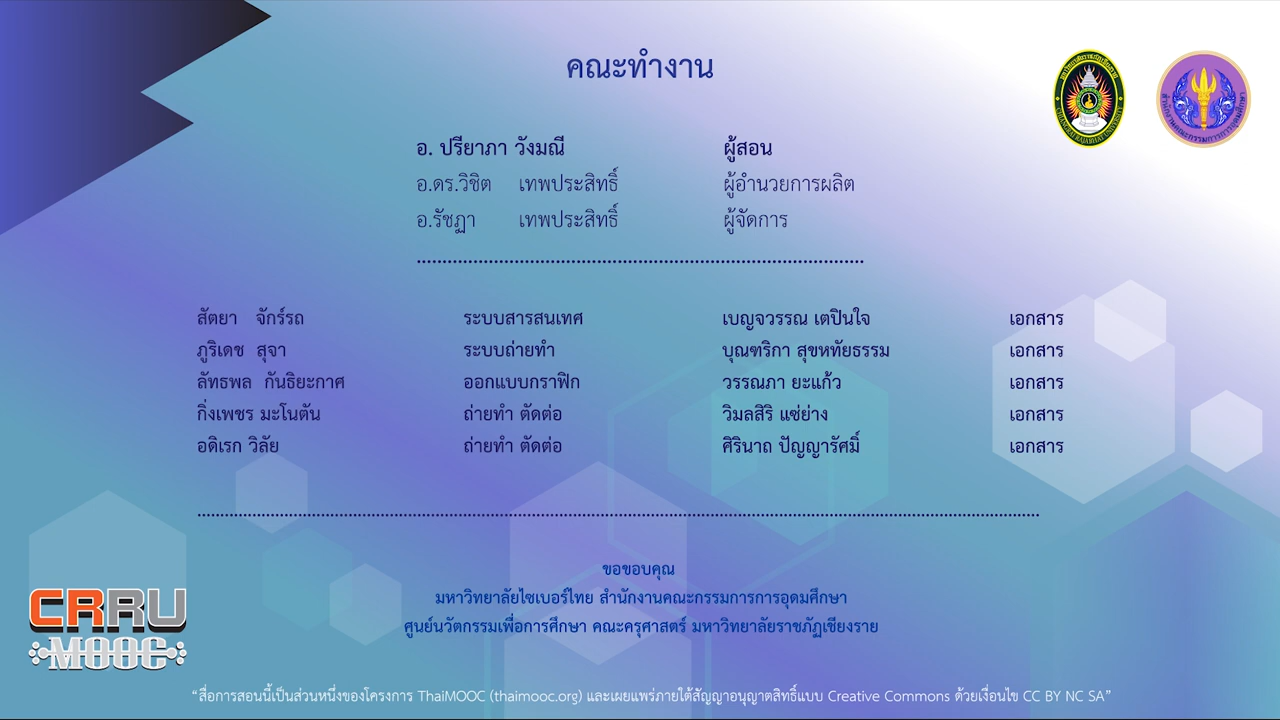 คณะทำงาน
อ. ปรียาภา วังมณี ผู้สอน
อ.ดร.วิชิต เทพประสิทธิ์ ผู้อำนวยการผลิต
อ.รัชฎา เทพประสิทธิ์ ผู้จัดการ
สัตยา จักร์รถ ระบบสารสนเทศ เบญจวรรณ เตปินใจ เอกสาร
ภูริเดช สุจา ระบบถ่ายทำ บุณฑริกา สุขหทัยธรรม เอกสาร
ลัทธพล กันธิยะกาศ ออกแบบกราฟิก วรรณภา ยะแก้ว เอกสาร
กิ่งเพชร มะโนตัน ถ่ายทำ ตัดต่อ วิมลสิริ แซ่ย่าง เอกสาร
อดิเรก วิลัย ถ่ายทำ ตัดต่อ ศิรินาถ ปัญญารัศมิ์ เอกสาร
ขอขอบคุณ
มหาวิทยาลัยไซเบอร์ไทย สำนักงานคณะกรรมการการอุดมศึกษา
ศูนย์นวัตกรรมเพื่อการศึกษา คณะครุศาสตร์ มหาวิทยาลัยราชภัฏเชียงราย
CRRU
MOOC
“สื่อการสอนนี้เป็นส่วนหนึ่งของโครงการ ThaiMOOC (thaimooc.org) และเผยแพร่ภายใต้สัญญาอนุญาตสิทธิ์แบบ Creative Commons ด้วยเงื่อนไข CC BY NC SA”